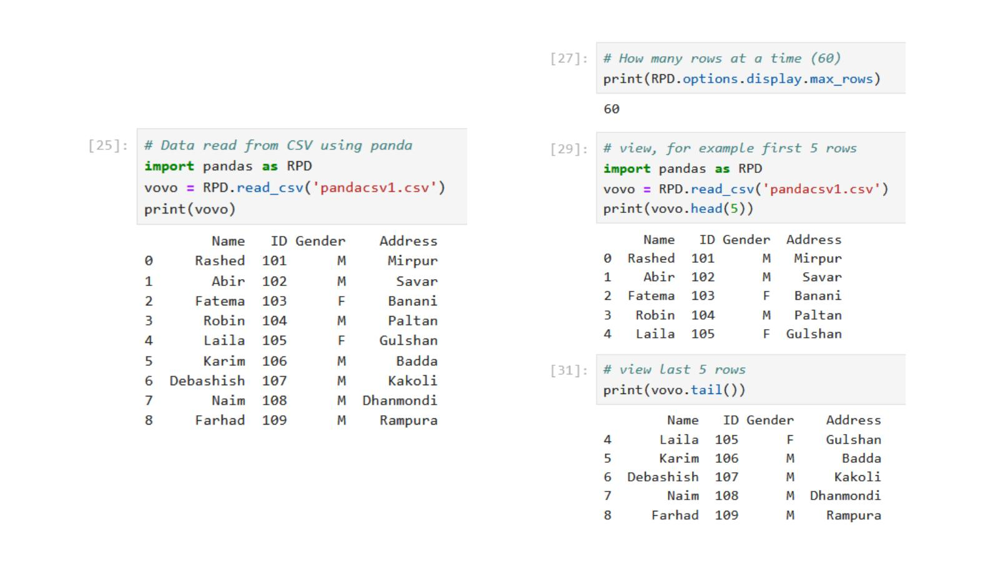 [25]: # Data read from CSV using panda
import pandas as RPD
vovo = RPD.read_csv('pandacsv1.csv')
print(vovo)
Name ID Gender Address
0 Rashed 101 M Mirpur
1 Abir 102 M Savar
2 Fatema 103 F Banani
3 Robin 104 M Paltan
4 Laila 105 F Gulshan
5 Karim 106 M Badda
6 Debashish 107 M Kakoli
7 Naim 108 M Dhanmondi
8 Farhad 109 M Rampura
[27]: # How many rows at a time (60)
print(RPD.options.display.max_rows)
60
[29]: # view, for example first 5 rows
import pandas as RPD
vovo = RPD.read_csv('pandacsv1.csv')
print(vovo.head(5))
Name ID Gender Address
0 Rashed 101 M Mirpur
1 Abir 102 M Savar
2 Fatema 103 F Banani
3 Robin 104 M Paltan
4 Laila 105 F Gulshan
[31]: # view last 5 rows
print(vovo.tail())
Name ID Gender Address
4 Laila 105 F Gulshan
5 Karim 106 M Badda
6 Debashish 107 M Kakoli
7 Naim 108 M Dhanmondi
8 Farhad 109 M Rampura